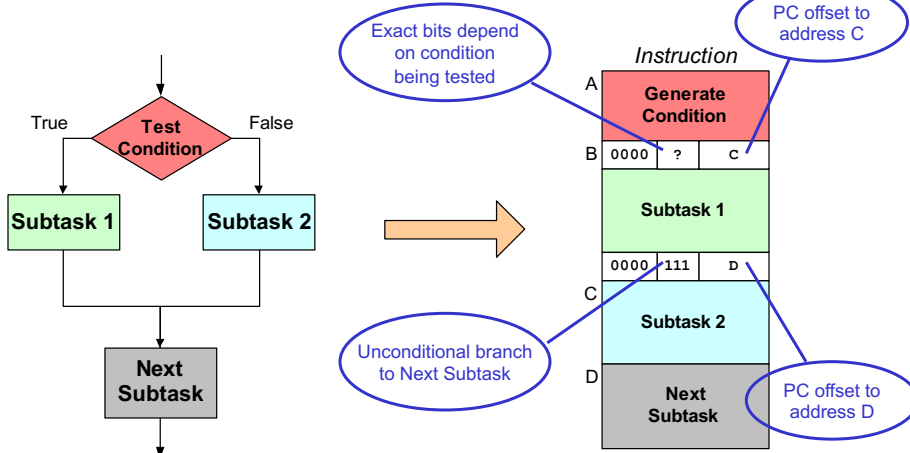 True
False
Test
Condition
Subtask 1
Subtask 2
Next
Subtask
Exact bits depend
on condition
being tested
Instruction
PC offset to
address C
A
Generate
Condition
B
0000 ? C
Subtask 1
0000 111 D
C
Subtask 2
Unconditional branch
to Next Subtask
D
Next
Subtask
PC offset to
address D